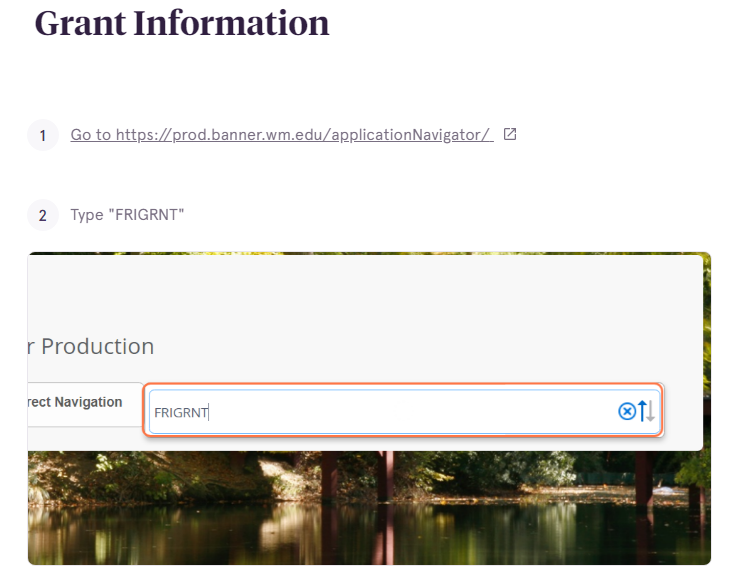 Grant Information
1 Go to https://prod.banner.wm.edu/applicationNavigator/
2 Type "FRIGRNT"
r Production
rect Navigation
FRIGRNT